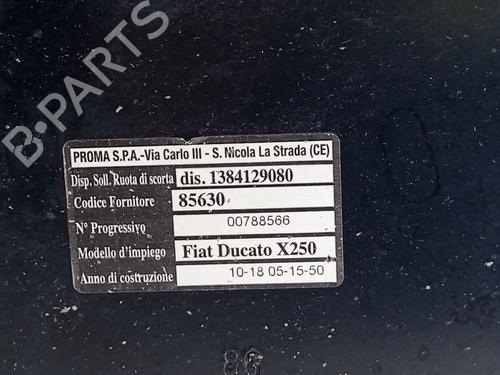 B-PARTS
PROMA S.P.A.-Via Carlo III - S. Nicola La Strada (CE)
Disp. Soll. Ruota di scorta dis. 1384129080
Codice Fornitore 85630
N° Progressivo 00788566
Modello d'impiego Fiat Ducato X250
Anno di costruzione 10-18 05-15-50